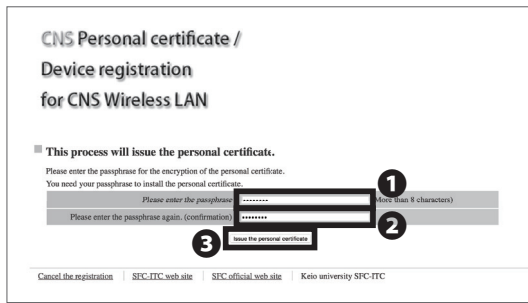 CNS Personal certificate /
Device registration
for CNS Wireless LAN
This process will issue the personal certificate.
Please enter the passphrase for the encryption of the personal certificate.
You need your passphrase to install the personal certificate.
Please enter the passphrase -------- ❶ More than 8 characters)
Please enter the passphrase again. (confirmation) •••••••• ❷
❸ Issue the personal certificate
Cancel the registration SFC-ITC web site SFC official web site Keio university SFC-ITC